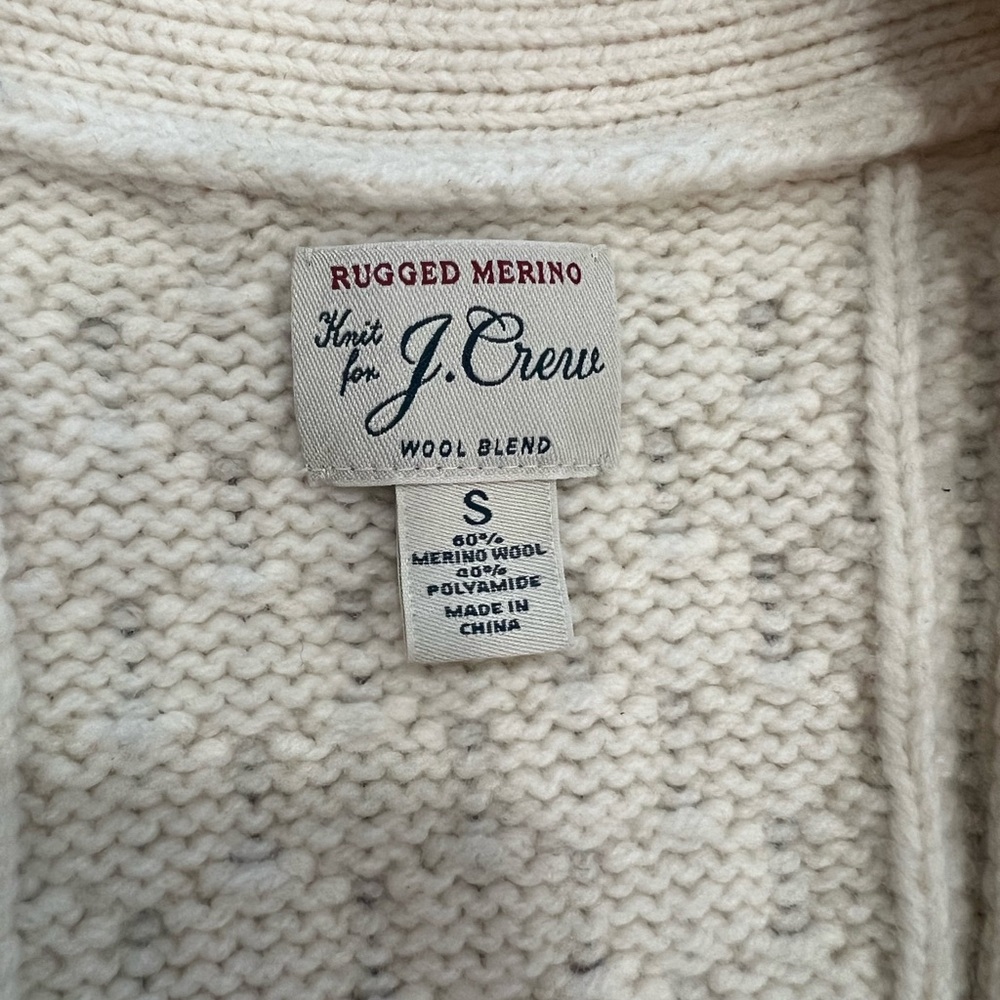 RUGGED MERINO
Knit
for J.Crew
WOOL BLEND
S
60%
MERINO WOOL
40%
POLYAMIDE
MADE IN
CHINA